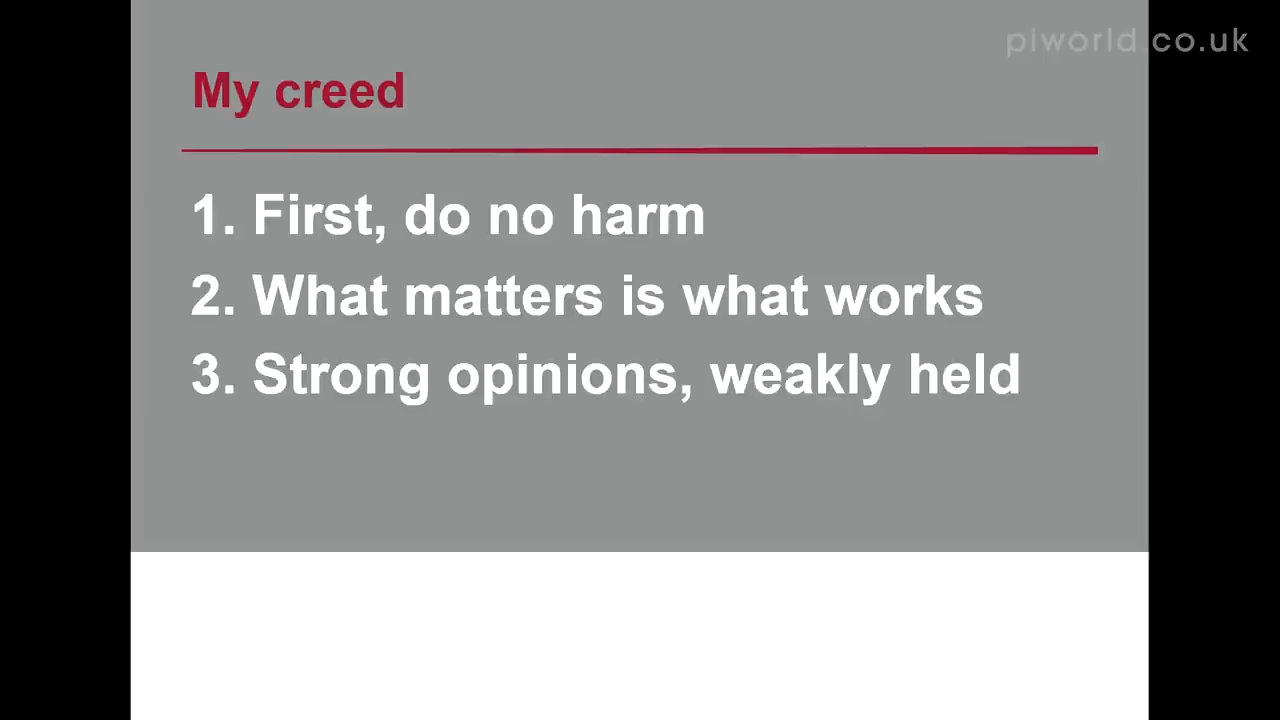 piworld.co.uk
My creed
1. First, do no harm
2. What matters is what works
3. Strong opinions, weakly held